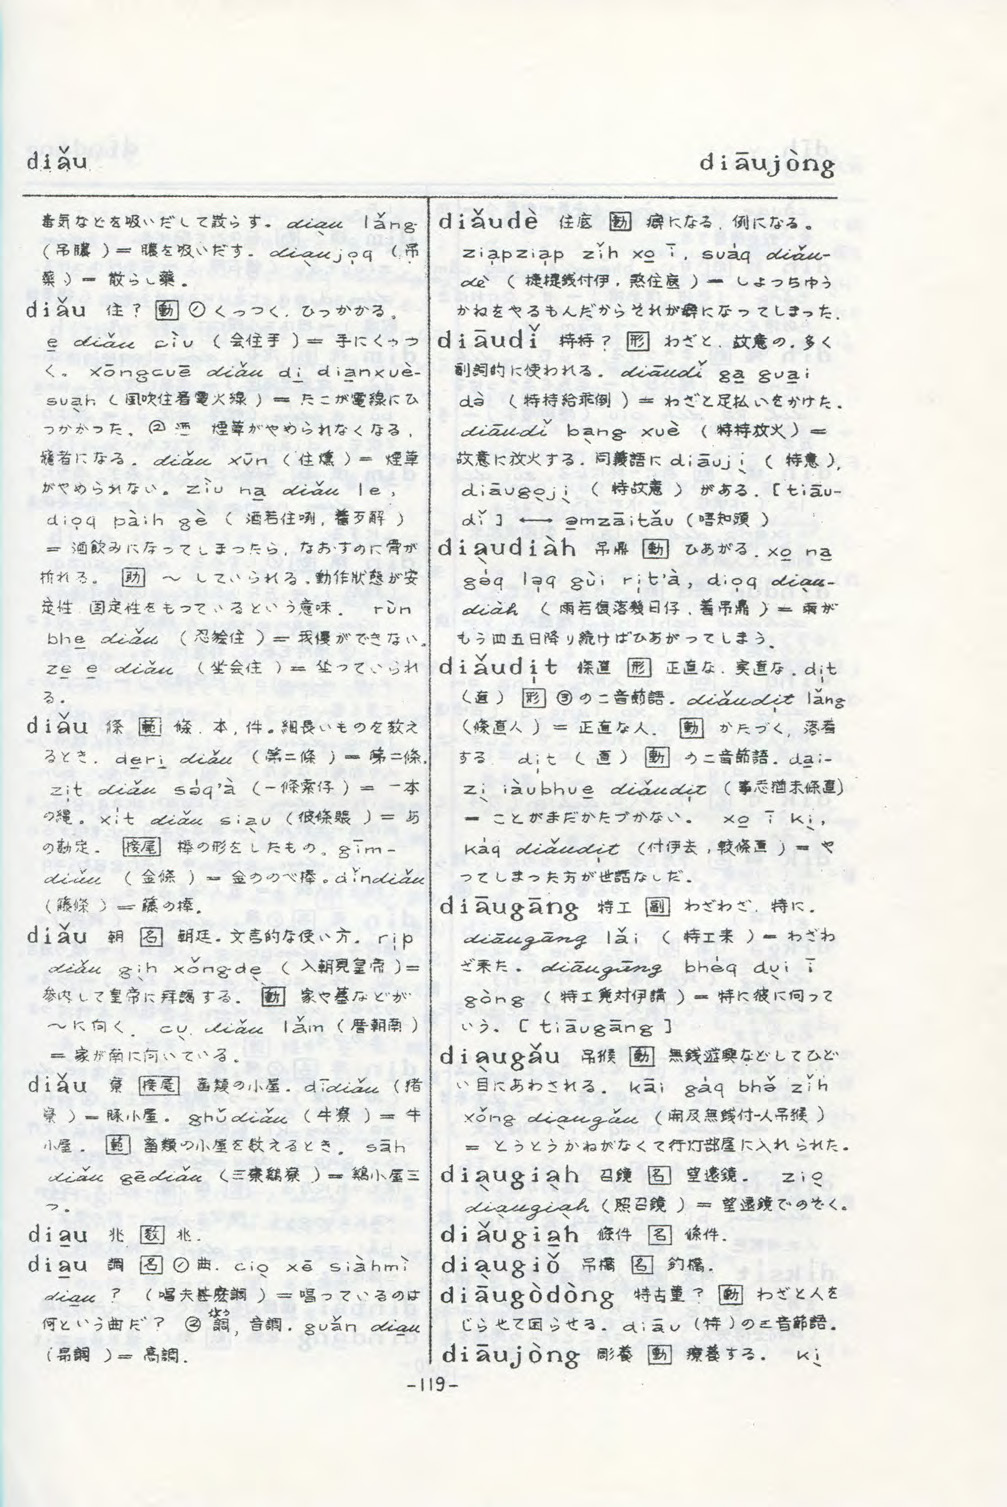 diǎu
diāujòng
毒気などを吸いだして散らす。diau lǎng
(吊膿)=膿を吸いだす。diaujọq (吊
薬)=散らし薬。
diǎu 住? 動 ①くっつく、ひっかかる。
e diǎu ciu (会住手)=手にくっつ
く。xōngcuē diǎu di dianxuè-
suah (風吹住着電火線)=たこが電線にひ
っかかった。② 煙草がやめられなくなる,
癮者になる。diǎu xūn (住燻)=煙草
がやめられない。ziu na diǎu le,
dioq pàih gè (酒若住咧,着歹解)
=酒飲みになってしまったら,なおすのに骨が
折れる。助 〜していられる。動作状態が安
定性,固定性をもっているという意味。rùn
bhe diǎu (忍繪住)=我慢ができない。
ze e diǎu (坐会住)=坐っていられ
る。
diǎu 條 範 條,本,件。細長いものを数え
るとき。deri diǎu (第二條)=第二條。
zit diǎu sáq'à (一條索仔)=一本
の縄。xit diǎu siau (彼條賬)=あ
の勘定。接尾 棒の形をしたもの。gīm-
diǎu (金條)=金ののべ棒。dǐndiǎu
(藤條)=藤の棒。
diǎu 朝 名 朝廷。文言的な使い方。rip
diǎu gih xǒngde (入朝見皇帝)=
参内して皇帝に拝謁する。動 家や墓などが
〜に向く。cu diǎu lǎm (厝朝南)
=家が南に向いている。
diǎu 寮 接尾 畜類の小屋。dīdiǎu (猪
寮)=豚小屋。ghǔdiǎu (牛寮)=牛
小屋。範 畜類の小屋を数えるとき。sāh
diǎu gēdiǎu (三寮鷄寮)=鶏小屋三
つ。
diau 兆 数 兆。
diau 調 名 ①曲。cio xē siàhmì
diau? (唱夫甚麽調)=唱っているのは
何という曲だ? ②調,音調。guǎn diau
(昂調)=高調。
diǎudè 住底 動 癖になる,例になる。
ziapziap zǐh xo ī, suáq diǎu-
dè (捷捷銭付伊,煞住底)=しょっちゅう
かねをやるもんだからそれが癖になってしまった。
diāudǐ 特特? 形 わざと,故意の。多く
副詞的に使われる。diāudǐ ga guai
dè (特特給乖倒)=わざと足払いをかけた。
diāudǐ bang xuè (特特放火)=
故意に放火する。同義語に diāuji (特意),
diāugoji (特故意) がある。[tiāu-
dǐ] ←→ amzāitǎu (唔知頭)
diaudiàh 吊鼎 動 ひあがる。xo na
gáq laq gùi rit'à, dioq diau-
diàh (雨若復落幾日仔,着吊鼎)=雨が
もう四五日降り続けばひあがってしまう。
diǎudit 條直 形 正直な,実直な。dit
(直) 形 ③の二音節語。diǎudit lǎng
(條直人)=正直な人。動 かたづく,落着
する。dit (直) 動 の二音節語。dai-
zi iàubhue diǎudit (事志猶未條直)
=ことがまだかたづかない。xo ī ki,
káq diǎudit (付伊去,較條直)=や
ってしまった方が世話なしだ。
diāugāng 特工 副 わざわざ,特に。
diāugāng lǎi (特工来)=わざわ
ざ来た。diāugāng bhéq dui ī
gòng (特工覓対伊講)=特に彼に向って
いう。[tiāugāng]
diaugǎu 吊猴 動 無銭遊興などしてひど
い目にあわされる。kāi gáq bhǒ zǐh
xǒng diaugǎu (開及無銭付-人吊猴)
=とうとうかねがなくて行灯部屋に入れられた。
diaugiah 召鏡 名 望遠鏡。zio
diaugiah (照召鏡)=望遠鏡でのぞく。
diǎugiah 條件 名 條件。
diaugiǒ 吊橋 名 釣橋。
diāugòdòng 特古董? 動 わざと人を
じらせて困らせる。diāu (特)の三音節語。
diāujòng 彫養 動 療養する。ki
-119-